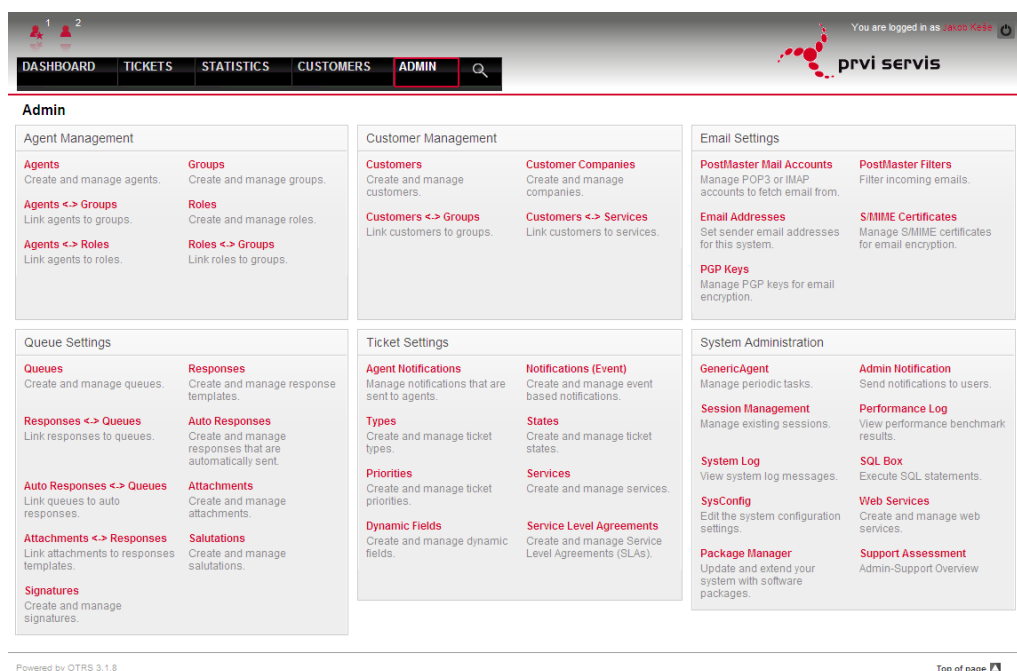 1 2
You are logged in as Jakob Keše
DASHBOARD TICKETS STATISTICS CUSTOMERS ADMIN
prvi servis
Admin
Agent Management
Agents
Create and manage agents.
Groups
Create and manage groups.
Agents <-> Groups
Link agents to groups.
Roles
Create and manage roles.
Agents <-> Roles
Link agents to roles.
Roles <-> Groups
Link roles to groups.
Customer Management
Customers
Create and manage
customers.
Customer Companies
Create and manage
companies.
Customers <-> Groups
Link customers to groups.
Customers <-> Services
Link customers to services.
Email Settings
PostMaster Mail Accounts
Manage POP3 or IMAP
accounts to fetch email from.
PostMaster Filters
Filter incoming emails.
Email Addresses
Set sender email addresses
for this system.
S/MIME Certificates
Manage S/MIME certificates
for email encryption.
PGP Keys
Manage PGP keys for email
encryption.
Queue Settings
Queues
Create and manage queues.
Responses
Create and manage response
templates.
Responses <-> Queues
Link responses to queues.
Auto Responses
Create and manage
responses that are
automatically sent.
Auto Responses <-> Queues
Link queues to auto
responses.
Attachments
Create and manage
attachments.
Attachments <-> Responses
Link attachments to responses
templates.
Salutations
Create and manage
salutations.
Signatures
Create and manage
signatures.
Ticket Settings
Agent Notifications
Manage notifications that are
sent to agents.
Notifications (Event)
Create and manage event
based notifications.
Types
Create and manage ticket
types.
States
Create and manage ticket
states.
Priorities
Create and manage ticket
priorities.
Services
Create and manage services.
Dynamic Fields
Create and manage dynamic
fields.
Service Level Agreements
Create and manage Service
Level Agreements (SLAs).
System Administration
GenericAgent
Manage periodic tasks.
Admin Notification
Send notifications to users.
Session Management
Manage existing sessions.
Performance Log
View performance benchmark
results.
System Log
View system log messages.
SQL Box
Execute SQL statements.
SysConfig
Edit the system configuration
settings.
Web Services
Create and manage web
services.
Package Manager
Update and extend your
system with software
packages.
Support Assessment
Admin-Support Overview
Powered by OTRS 3.1.8
Top of page